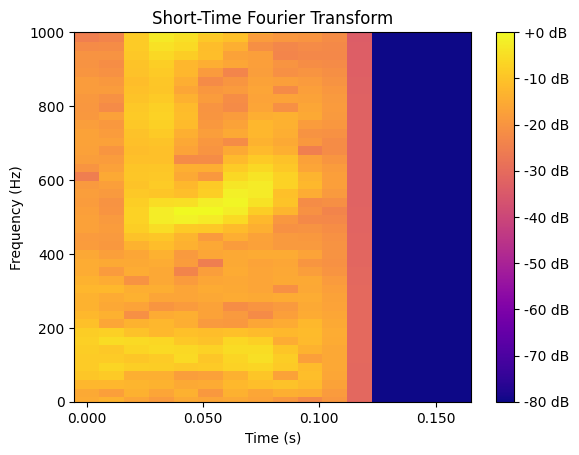 Short-Time Fourier Transform
Frequency (Hz)
1000
800
600
400
200
0
0.000
0.050
0.100
0.150
Time (s)
+0 dB
-10 dB
-20 dB
-30 dB
-40 dB
-50 dB
-60 dB
-70 dB
-80 dB